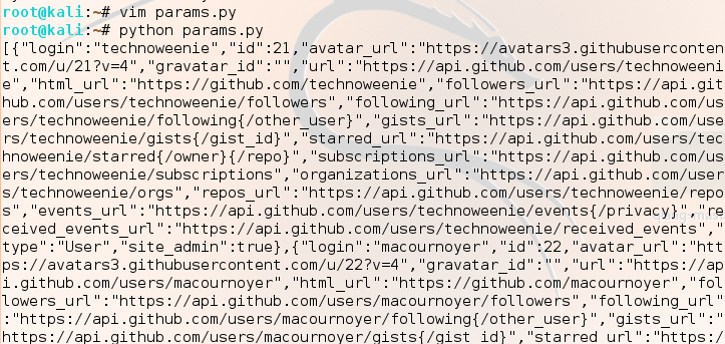 root@kali:~# vim params.py
root@kali:~# python params.py
[{"login":"technoweenie","id":21,"avatar_url":"https://avatars3.githubuserconten
t.com/u/21?v=4","gravatar_id":"","url":"https://api.github.com/users/technoweeni
e","html_url":"https://github.com/technoweenie","followers_url":"https://api.git
hub.com/users/technoweenie/followers","following_url":"https://api.github.com/us
ers/technoweenie/following{/other_user}","gists_url":"https://api.github.com/use
rs/technoweenie/gists{/gist_id}","starred_url":"https://api.github.com/users/tec
hnoweenie/starred{/owner}{/repo}","subscriptions_url":"https://api.github.com/us
ers/technoweenie/subscriptions","organizations_url":"https://api.github.com/user
s/technoweenie/orgs","repos_url":"https://api.github.com/users/technoweenie/repo
s","events_url":"https://api.github.com/users/technoweenie/events{/privacy}","re
ceived_events_url":"https://api.github.com/users/technoweenie/received_events","
type":"User","site_admin":true},{"login":"macournoyer","id":22,"avatar_url":"htt
ps://avatars3.githubusercontent.com/u/22?v=4","gravatar_id":"","url":"https://ap
i.github.com/users/macournoyer","html_url":"https://github.com/macournoyer","fol
lowers_url":"https://api.github.com/users/macournoyer/followers","following_url"
:"https://api.github.com/users/macournoyer/following{/other_user}","gists_url":"
https://api.github.com/users/macournoyer/gists{/gist_id}","starred_url":"https:/